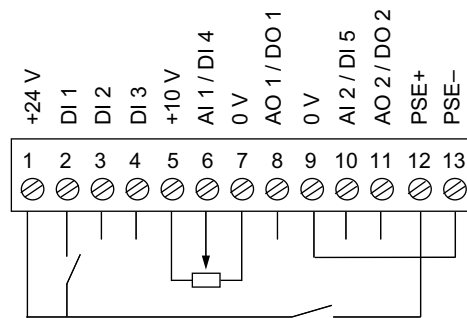 +24 V
DI 1
DI 2
DI 3
+10 V
AI 1 / DI 4
0 V
AO 1 / DO 1
0 V
AI 2 / DI 5
AO 2 / DO 2
PSE+
PSE–
1 2 3 4 5 6 7 8 9 10 11 12 13